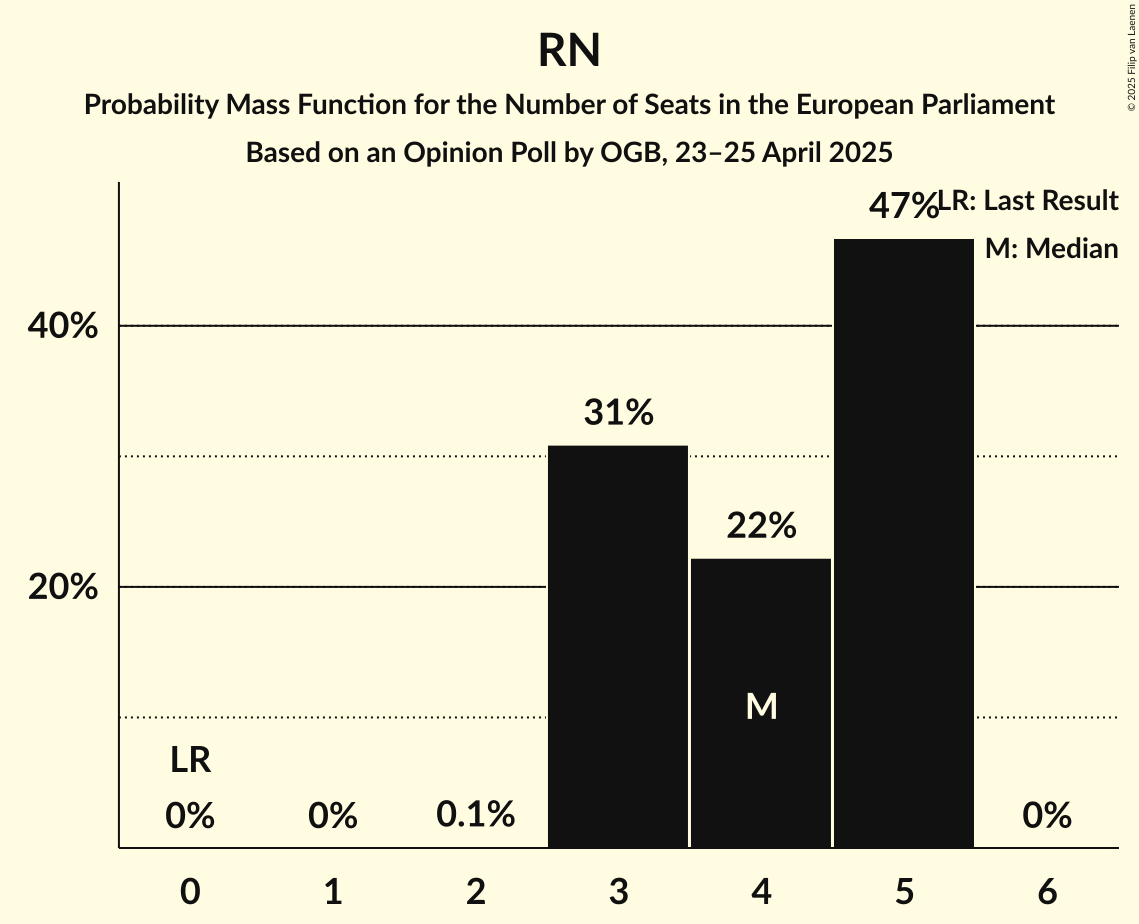 RN
Probability Mass Function for the Number of Seats in the European Parliament
Based on an Opinion Poll by OGB, 23–25 April 2025
© 2025 Filip van Laenen
LR: Last Result
M: Median
47%
40%
31%
22%
20%
M
LR
0%
0%
0.1%
0%
0
1
2
3
4
5
6